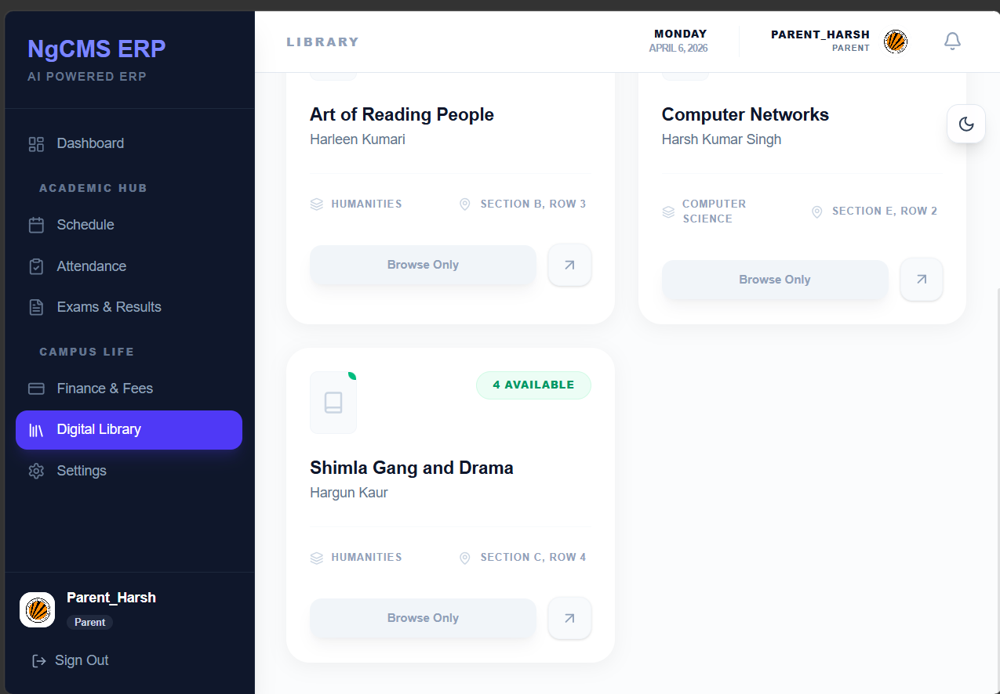 NgCMS ERP
AI POWERED ERP
Dashboard
ACADEMIC HUB
Schedule
Attendance
Exams & Results
CAMPUS LIFE
Finance & Fees
Digital Library
Settings
Parent_Harsh
Parent
Sign Out
LIBRARY
MONDAY
APRIL 6, 2026
PARENT_HARSH
PARENT
Art of Reading People
Harleen Kumari
HUMANITIES
SECTION B, ROW 3
Browse Only
Computer Networks
Harsh Kumar Singh
COMPUTER
SCIENCE
SECTION E, ROW 2
Browse Only
4 AVAILABLE
Shimla Gang and Drama
Hargun Kaur
HUMANITIES
SECTION C, ROW 4
Browse Only